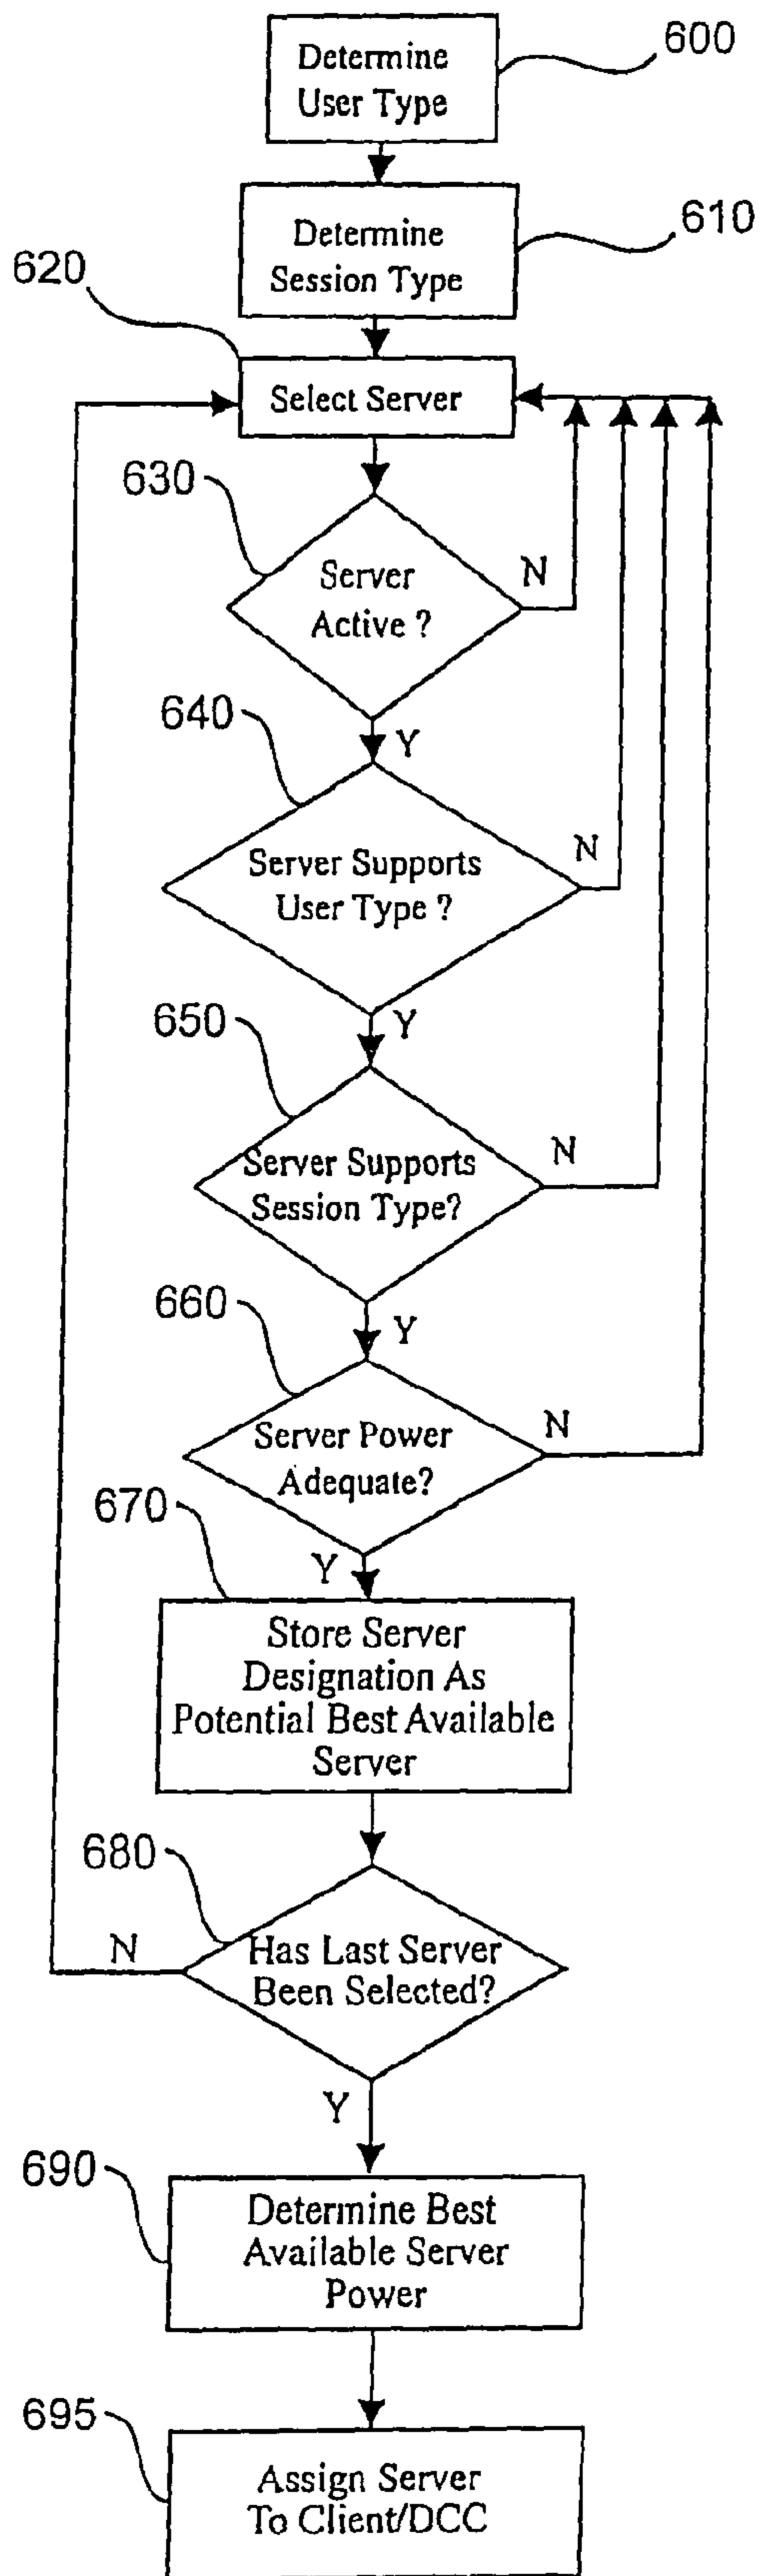 Determine
User Type
600
Determine
Session Type
610
620
Select Server
630
Server
Active ?
N
Y
640
Server Supports
User Type ?
N
Y
650
Server Supports
Session Type?
N
Y
660
Server Power
Adequate?
N
Y
670
Store Server
Designation As
Potential Best Available
Server
680
Has Last Server
Been Selected?
N
Y
690
Determine Best
Available Server
Power
695
Assign Server
To Client/DCC